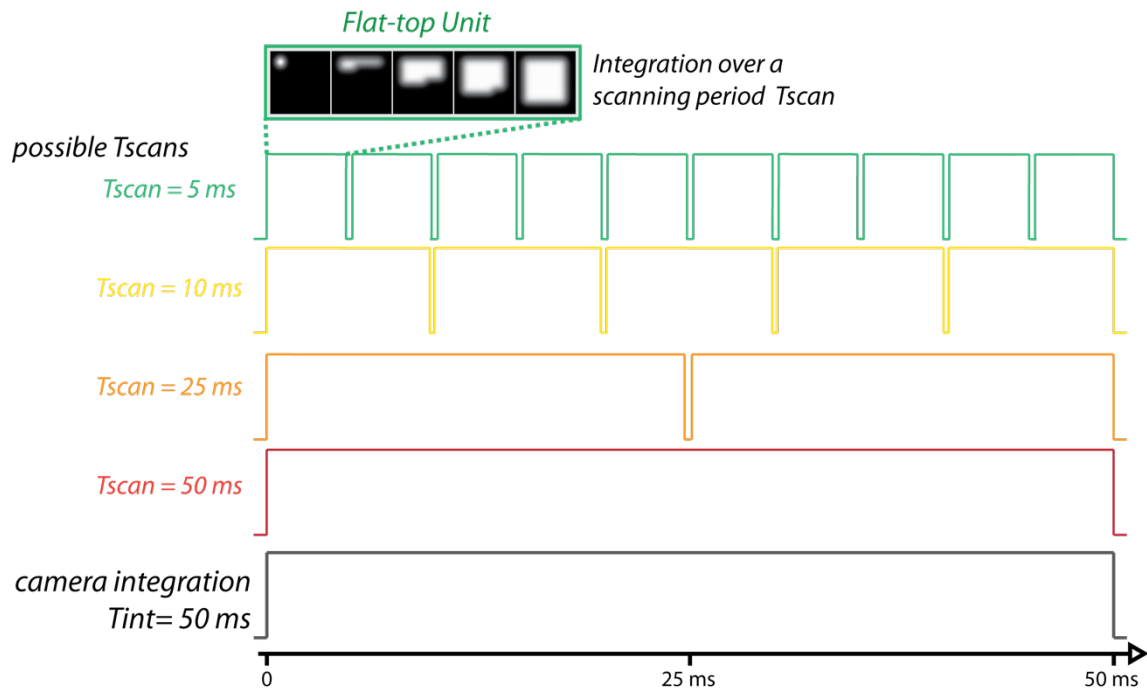 Flat-top Unit
Integration over a
scanning period Tscan
possible Tscans
Tscan = 5 ms
Tscan = 10 ms
Tscan = 25 ms
Tscan = 50 ms
camera integration
Tint= 50 ms
0
25 ms
50 ms